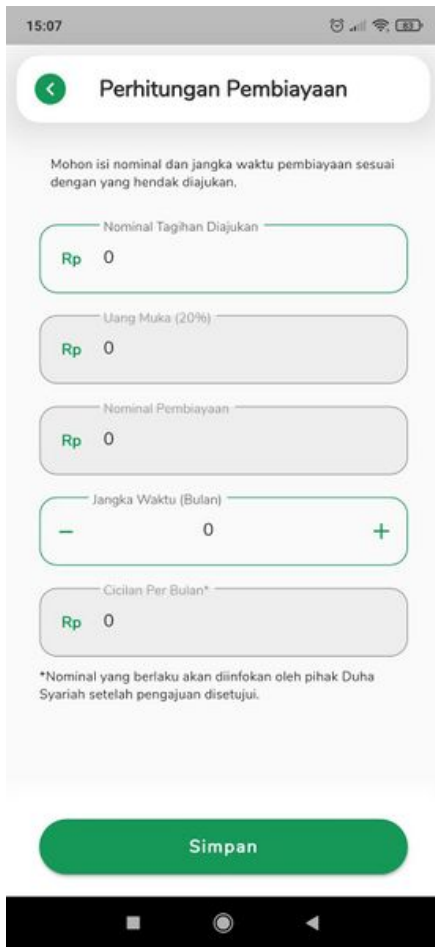 15:07
83
Perhitungan Pembiayaan
Mohon isi nominal dan jangka waktu pembiayaan sesuai
dengan yang hendak diajukan.
Nominal Tagihan Diajukan
Rp 0
Uang Muka (20%)
Rp 0
Nominal Pembiayaan
Rp 0
Jangka Waktu (Bulan)
− 0 +
Cicilan Per Bulan*
Rp 0
*Nominal yang berlaku akan diinfokan oleh pihak Duha
Syariah setelah pengajuan disetujui.
Simpan